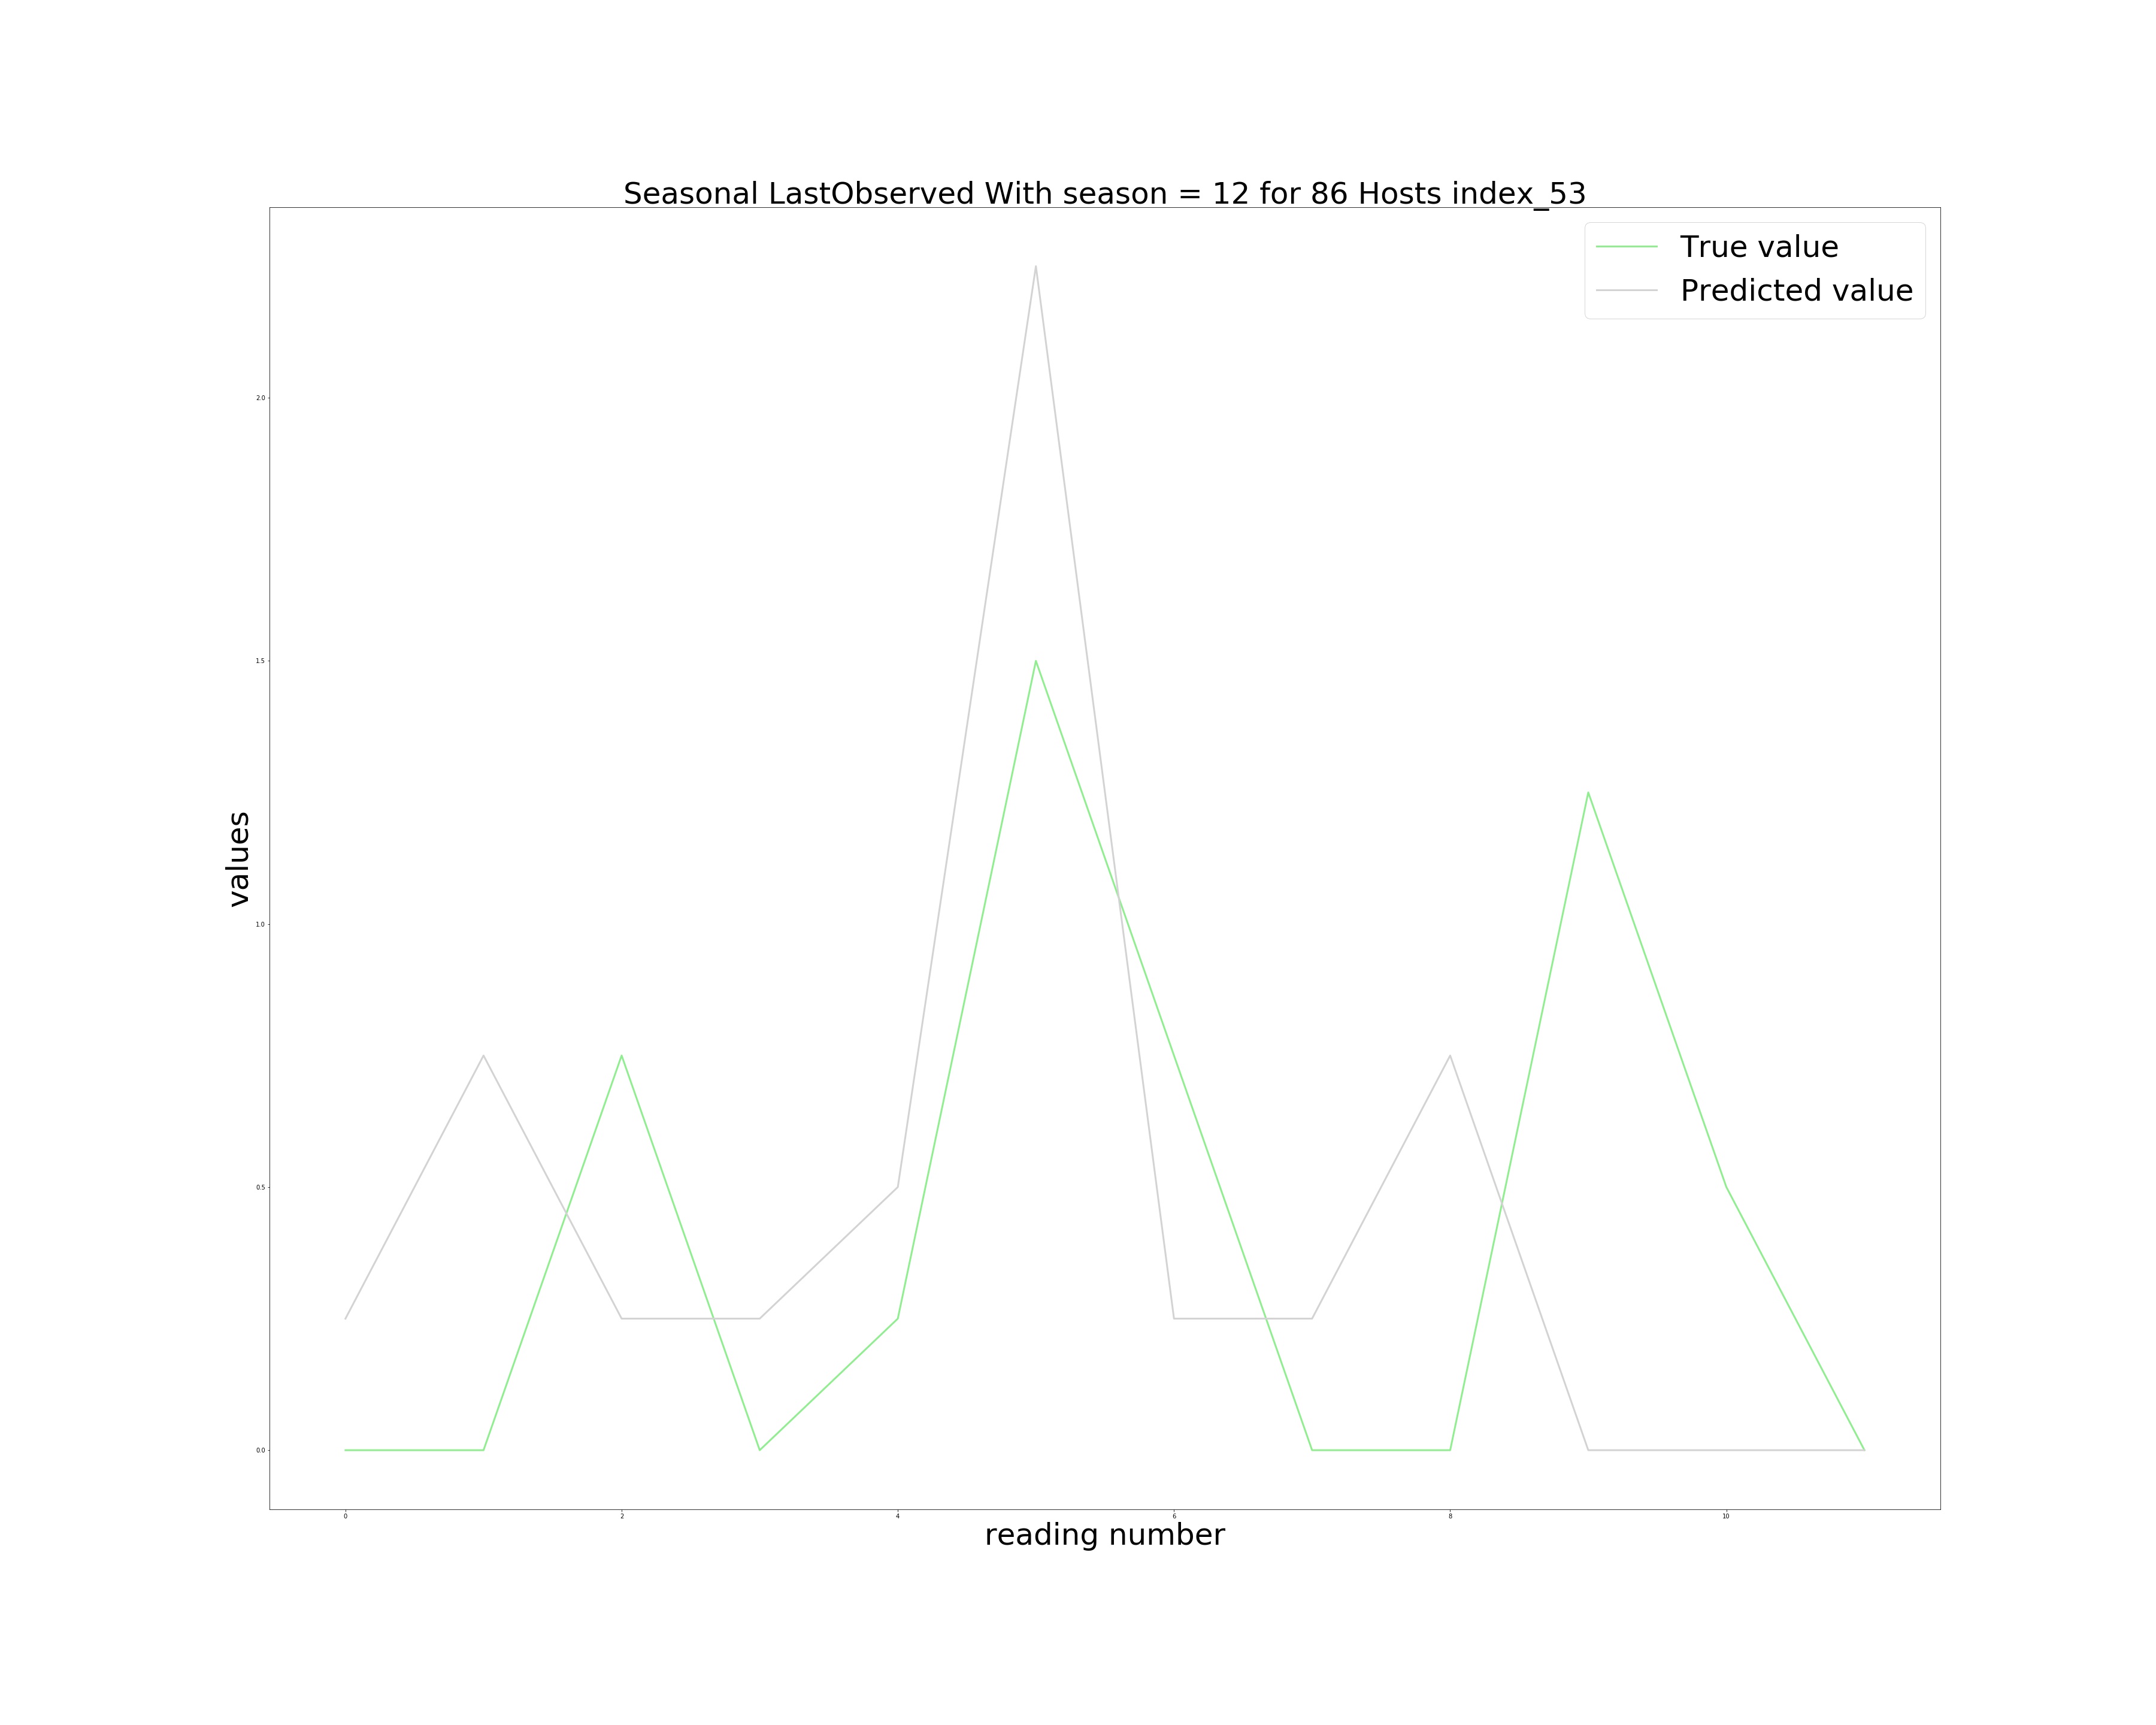 Seasonal LastObserved With season = 12 for 86 Hosts index_53
True value
Predicted value
values
2.0
1.5
1.0
0.5
0.0
0 2 4 6 8 10
reading number